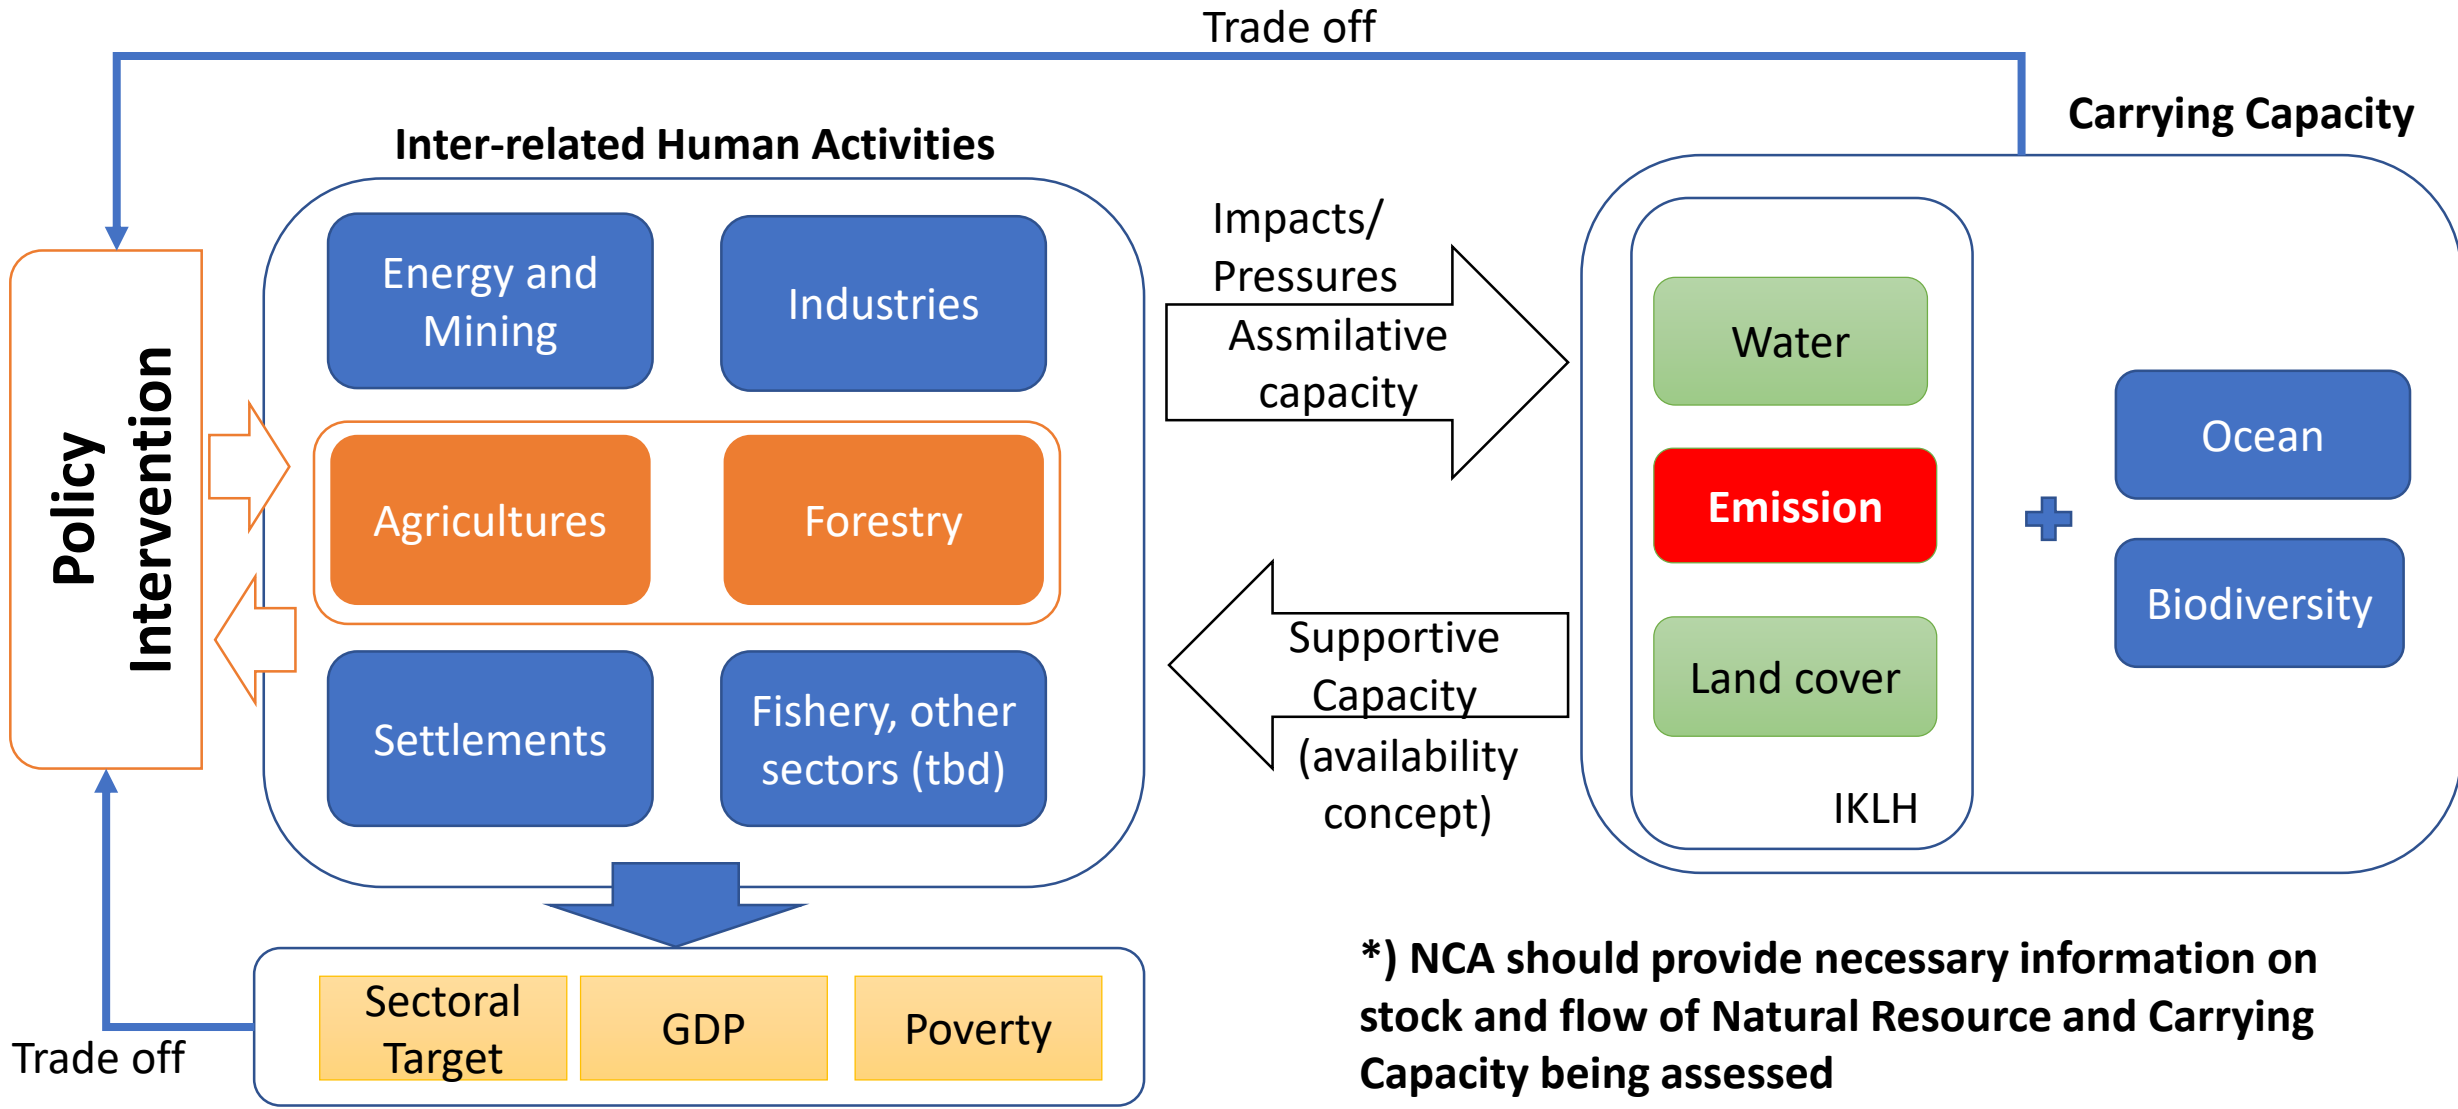 Trade off
Carrying Capacity
Inter-related Human Activities
Policy
Intervention
Energy and
Mining
Industries
Agricultures
Forestry
Settlements
Fishery, other
sectors (tbd)
Impacts/
Pressures
Assmilative
capacity
Supportive
Capacity
(availability
concept)
Water
Emission
Land cover
IKLH
Ocean
Biodiversity
Sectoral
Target
GDP
Poverty
Trade off
*) NCA should provide necessary information on
stock and flow of Natural Resource and Carrying
Capacity being assessed